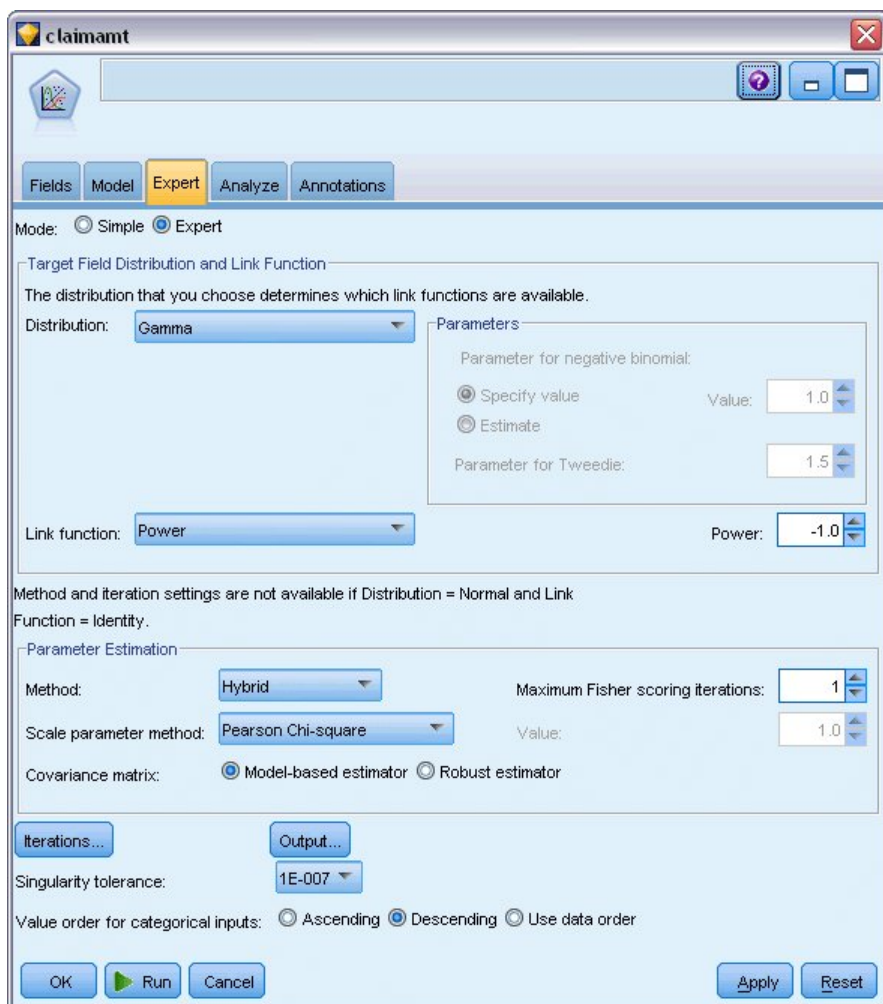 claimamt
Fields Model Expert Analyze Annotations
Mode: Simple Expert
Target Field Distribution and Link Function
The distribution that you choose determines which link functions are available.
Distribution: Gamma
Parameters
Parameter for negative binomial:
Specify value Value: 1.0
Estimate
Parameter for Tweedie: 1.5
Link function: Power Power: -1.0
Method and iteration settings are not available if Distribution = Normal and Link
Function = Identity.
Parameter Estimation
Method: Hybrid Maximum Fisher scoring iterations: 1
Scale parameter method: Pearson Chi-square Value: 1.0
Covariance matrix: Model-based estimator Robust estimator
Iterations... Output...
Singularity tolerance: 1E-007
Value order for categorical inputs: Ascending Descending Use data order
OK Run Cancel Apply Reset